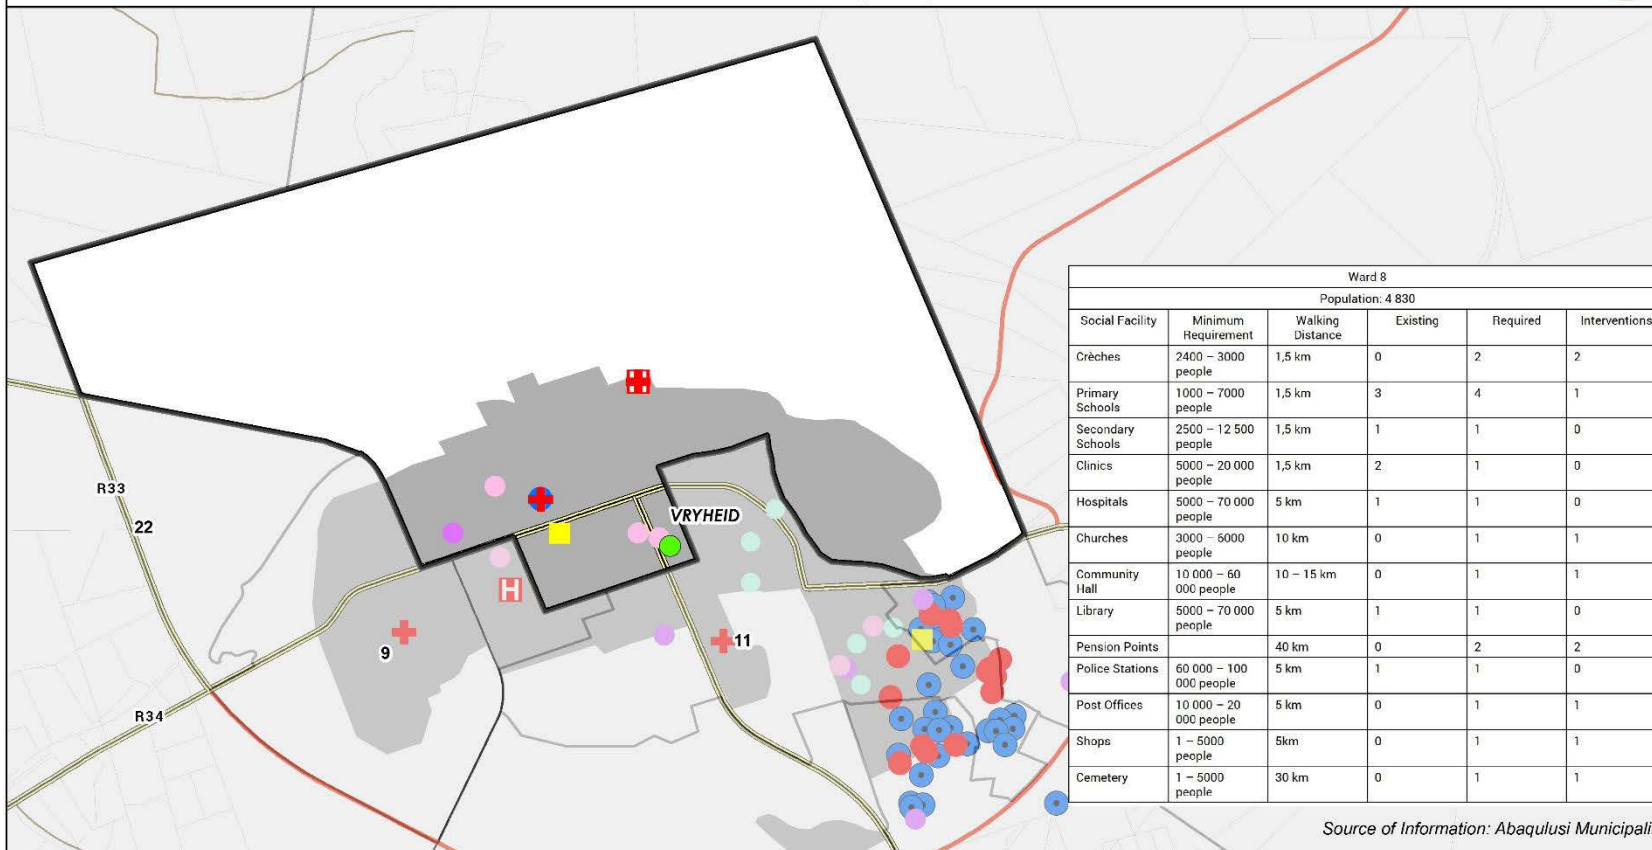 R33
22
VRYHEID
H
9
11
R34
Ward 8
Population: 4 830
Social Facility Minimum Requirement Walking Distance Existing Required Interventions
Crèches 2400 – 3000 people 1,5 km 0 2 2
Primary Schools 1000 – 7000 people 1,5 km 3 4 1
Secondary Schools 2500 – 12 500 people 1,5 km 1 1 0
Clinics 5000 – 20 000 people 1,5 km 2 1 0
Hospitals 5000 – 70 000 people 5 km 1 1 0
Churches 3000 – 6000 people 10 km 0 1 1
Community Hall 10 000 – 60 000 people 10 – 15 km 0 1 1
Library 5000 – 70 000 people 5 km 1 1 0
Pension Points 40 km 0 2 2
Police Stations 60 000 – 100 000 people 5 km 1 1 0
Post Offices 10 000 – 20 000 people 5 km 0 1 1
Shops 1 – 5000 people 5km 0 1 1
Cemetery 1 – 5000 people 30 km 0 1 1
Source of Information: Abaqulusi Municipali